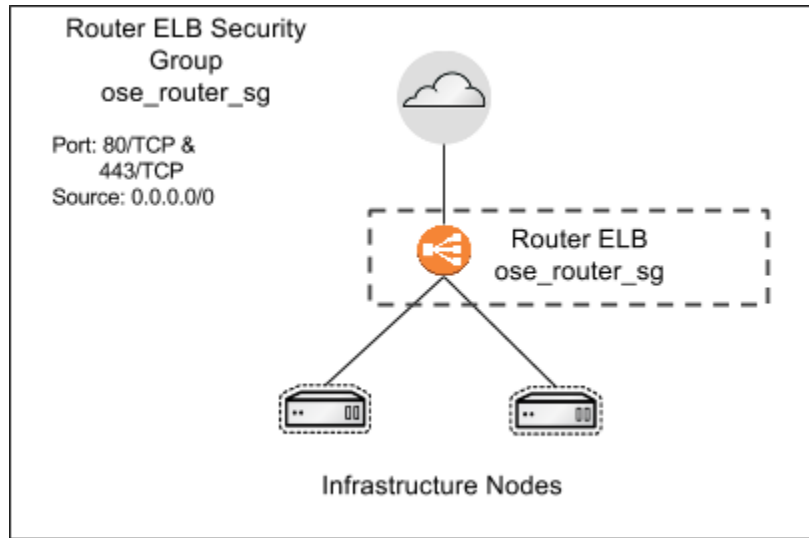 Router ELB Security
Group
ose_router_sg
Port: 80/TCP &
443/TCP
Source: 0.0.0.0/0
Router ELB
ose_router_sg
Infrastructure Nodes